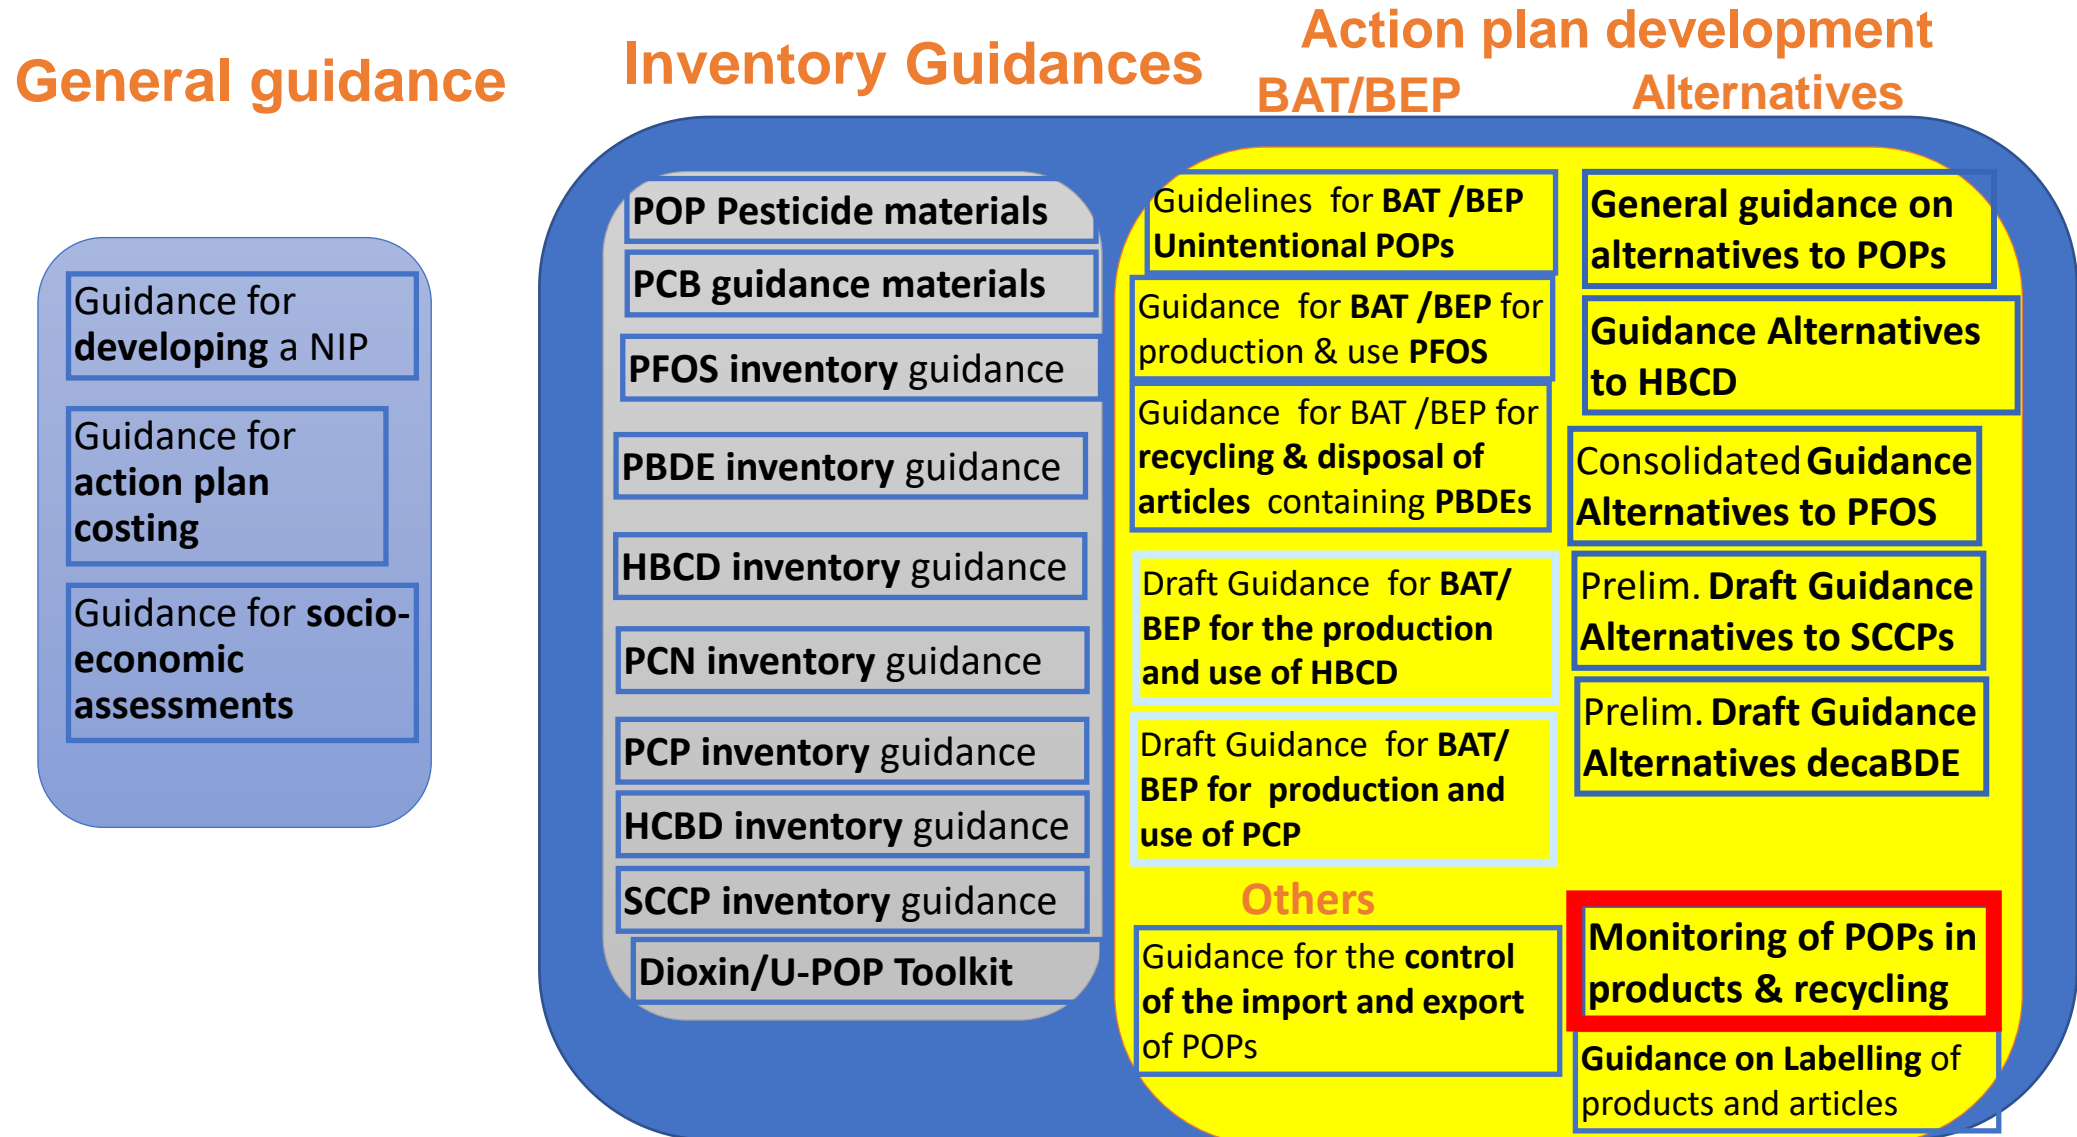 General guidance
Inventory Guidances
Action plan development
BAT/BEP
Alternatives
Guidance for
developing a NIP
Guidance for
action plan
costing
Guidance for socio-
economic
assessments
POP Pesticide materials
PCB guidance materials
PFOS inventory guidance
PBDE inventory guidance
HBCD inventory guidance
PCN inventory guidance
PCP inventory guidance
HCBD inventory guidance
SCCP inventory guidance
Dioxin/U-POP Toolkit
Guidelines for BAT /BEP
Unintentional POPs
Guidance for BAT /BEP for
production & use PFOS
Guidance for BAT /BEP for
recycling & disposal of
articles containing PBDEs
Draft Guidance for BAT/
BEP for the production
and use of HBCD
Draft Guidance for BAT/
BEP for production and
use of PCP
Others
Guidance for the control
of the import and export
of POPs
General guidance on
alternatives to POPs
Guidance Alternatives
to HBCD
Consolidated Guidance
Alternatives to PFOS
Prelim. Draft Guidance
Alternatives to SCCPs
Prelim. Draft Guidance
Alternatives decaBDE
Monitoring of POPs in
products & recycling
Guidance on Labelling of
products and articles